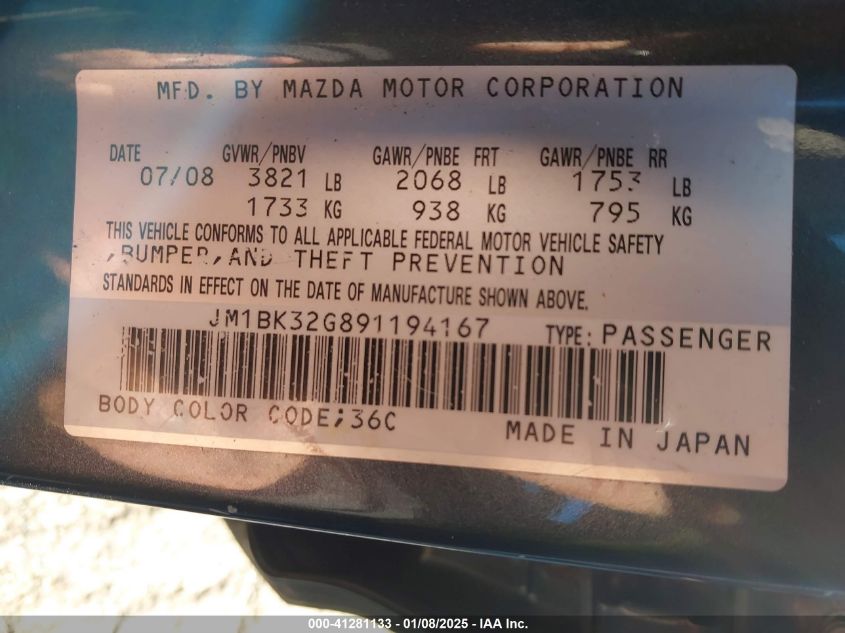 MFD. BY MAZDA MOTOR CORPORATION
DATE GVWR/PNBV GAWR/PNBE FRT GAWR/PNBE RR
07/08 3821 LB 2068 LB 1753 LB
1733 KG 938 KG 795 KG
THIS VEHICLE CONFORMS TO ALL APPLICABLE FEDERAL MOTOR VEHICLE SAFETY
,BUMPER,AND THEFT PREVENTION
STANDARDS IN EFFECT ON THE DATE OF MANUFACTURE SHOWN ABOVE.
JM1BK32G891194167 TYPE: PASSENGER
BODY COLOR CODE;36C
MADE IN JAPAN
000-41281133 - 01/08/2025 - IAA Inc.